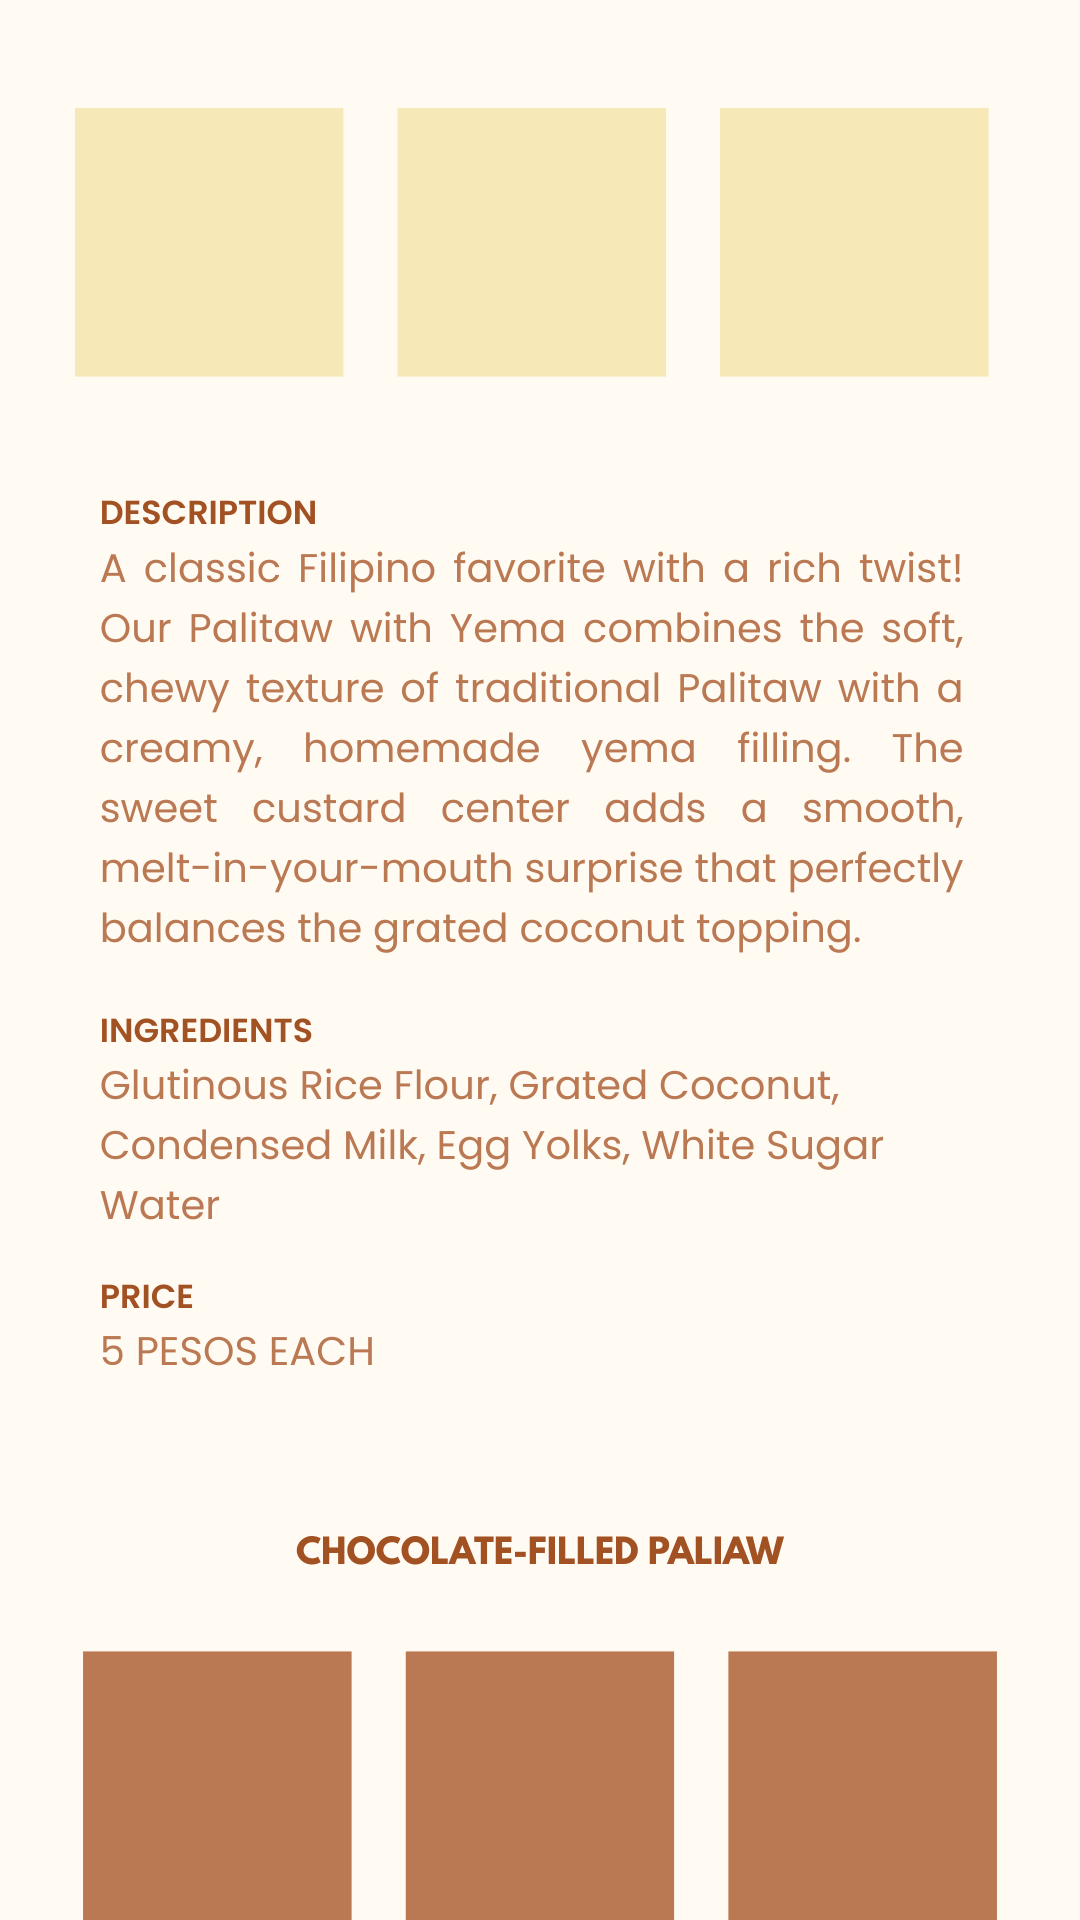 DESCRIPTION
A classic Filipino favorite with a rich twist!
Our Palitaw with Yema combines the soft,
chewy texture of traditional Palitaw with a
creamy, homemade yema filling. The
sweet custard center adds a smooth,
melt-in-your-mouth surprise that perfectly
balances the grated coconut topping.
INGREDIENTS
Glutinous Rice Flour, Grated Coconut,
Condensed Milk, Egg Yolks, White Sugar
Water
PRICE
5 PESOS EACH
CHOCOLATE-FILLED PALIAW